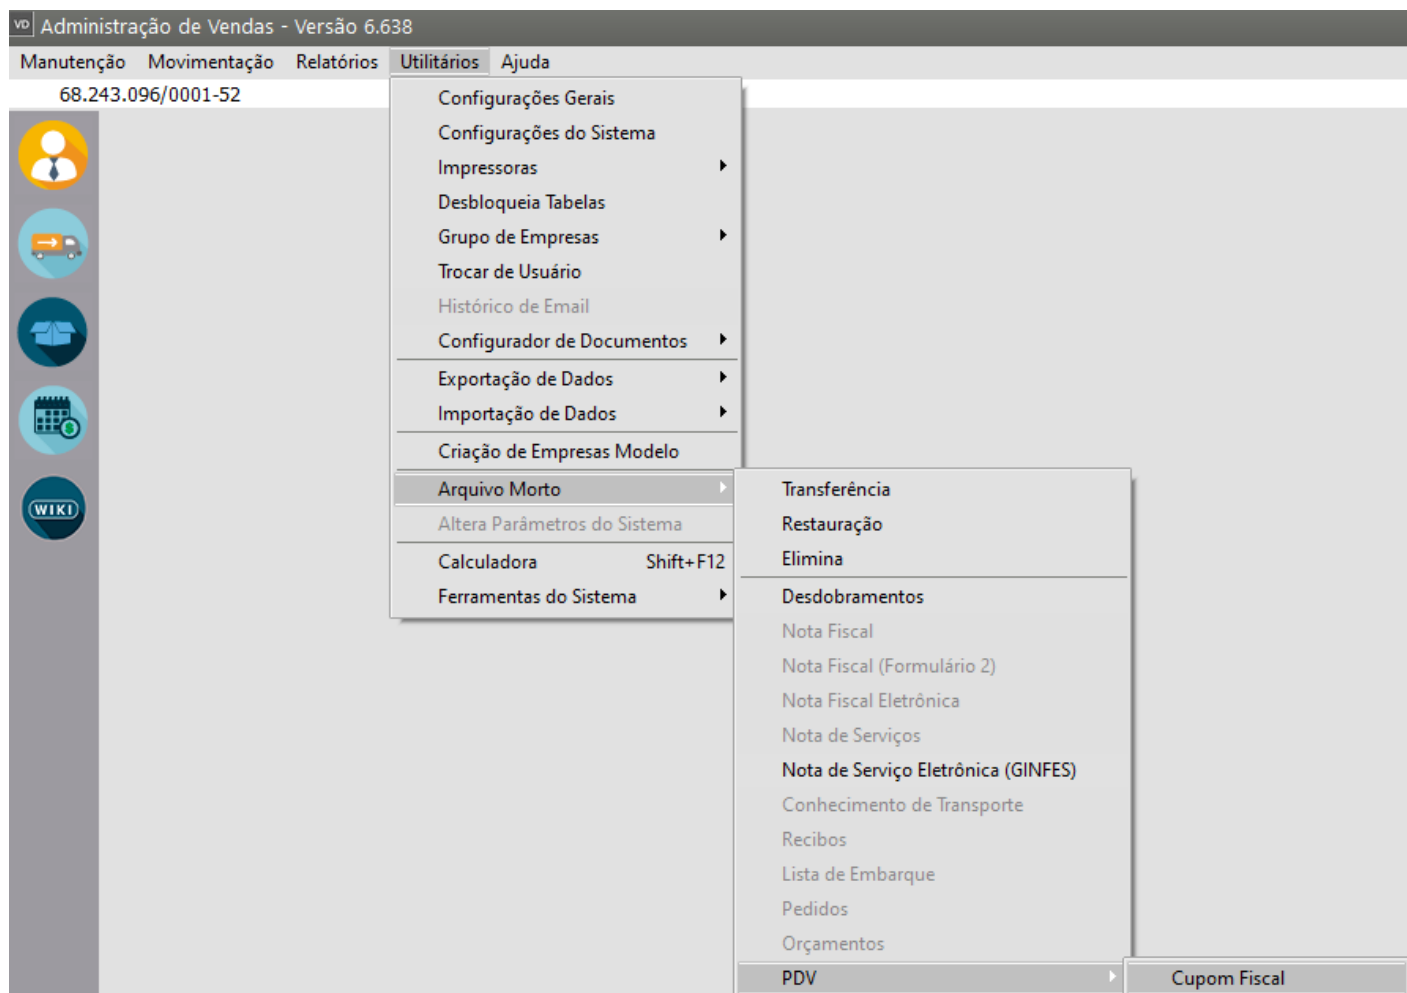 VD Administração de Vendas - Versão 6.638
Manutenção Movimentação Relatórios Utilitários Ajuda
68.243.096/0001-52
Configurações Gerais
Configurações do Sistema
Impressoras
Desbloqueia Tabelas
Grupo de Empresas
Trocar de Usuário
Histórico de Email
Configurador de Documentos
Exportação de Dados
Importação de Dados
Criação de Empresas Modelo
Arquivo Morto
Altera Parâmetros do Sistema
Calculadora Shift+F12
Ferramentas do Sistema
WIKI
Transferência
Restauração
Elimina
Desdobramentos
Nota Fiscal
Nota Fiscal (Formulário 2)
Nota Fiscal Eletrônica
Nota de Serviços
Nota de Serviço Eletrônica (GINFES)
Conhecimento de Transporte
Recibos
Lista de Embarque
Pedidos
Orçamentos
PDV
Cupom Fiscal